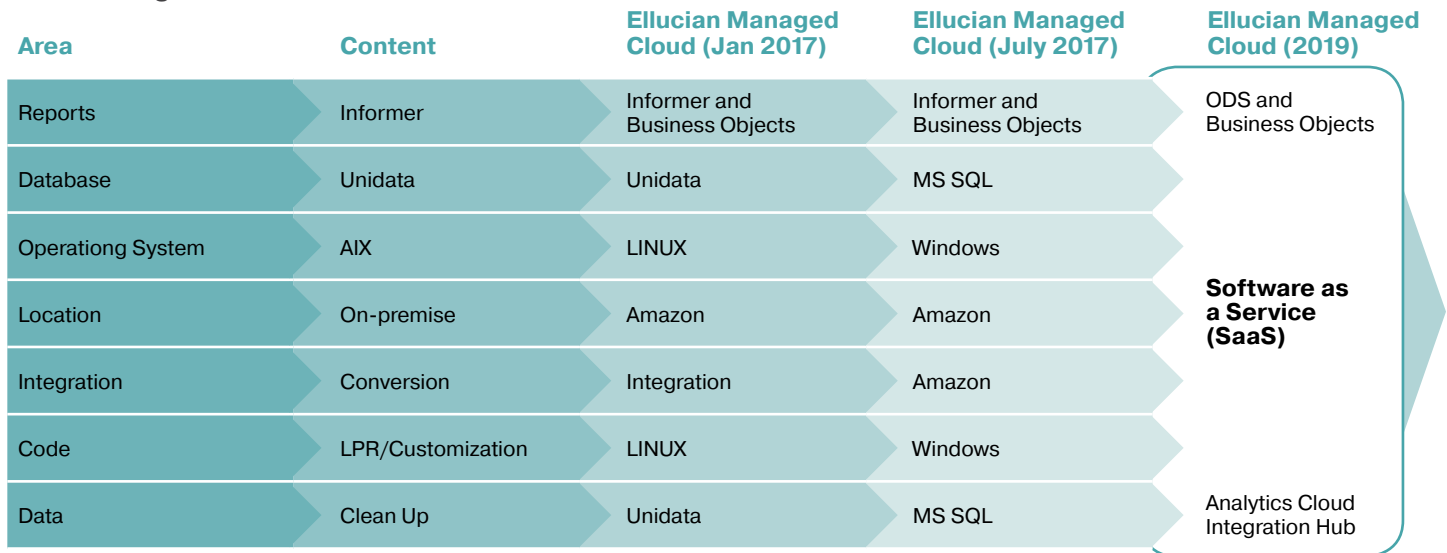 Area
Content
Ellucian Managed
Cloud (Jan 2017)
Ellucian Managed
Cloud (July 2017)
Ellucian Managed
Cloud (2019)
Reports
Informer
Informer and
Business Objects
Informer and
Business Objects
ODS and
Business Objects
Database
Unidata
Unidata
MS SQL
Operationg System
AIX
LINUX
Windows
Location
On-premise
Amazon
Amazon
Software as
a Service
(SaaS)
Integration
Conversion
Integration
Amazon
Code
LPR/Customization
LINUX
Windows
Data
Clean Up
Unidata
MS SQL
Analytics Cloud
Integration Hub